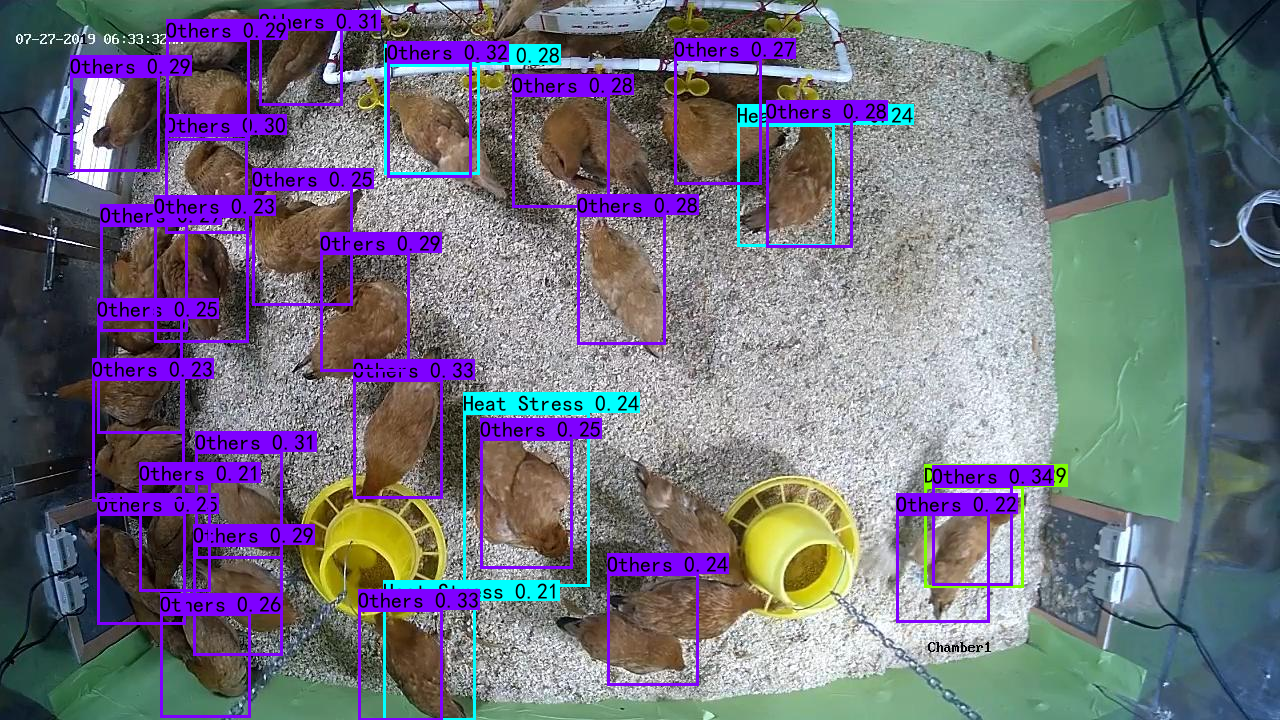 07-27-2019 06:33:32
Others 0.29
Others 0.31
Others 0.29
Others 0.32
0.28
Others 0.28
Others 0.27
Others 0.28
24
Others 0.30
Others 0.25
Others 0.23
Others 0.28
Others 0.29
Others 0.25
Others 0.23
Others 0.33
Heat Stress 0.24
Others 0.25
Others 0.31
Others 0.21
Others 0.34
9
Others 0.25
Others 0.22
Others 0.29
Others 0.24
Heat Stress 0.21
Others 0.26
Others 0.33
Chamber1